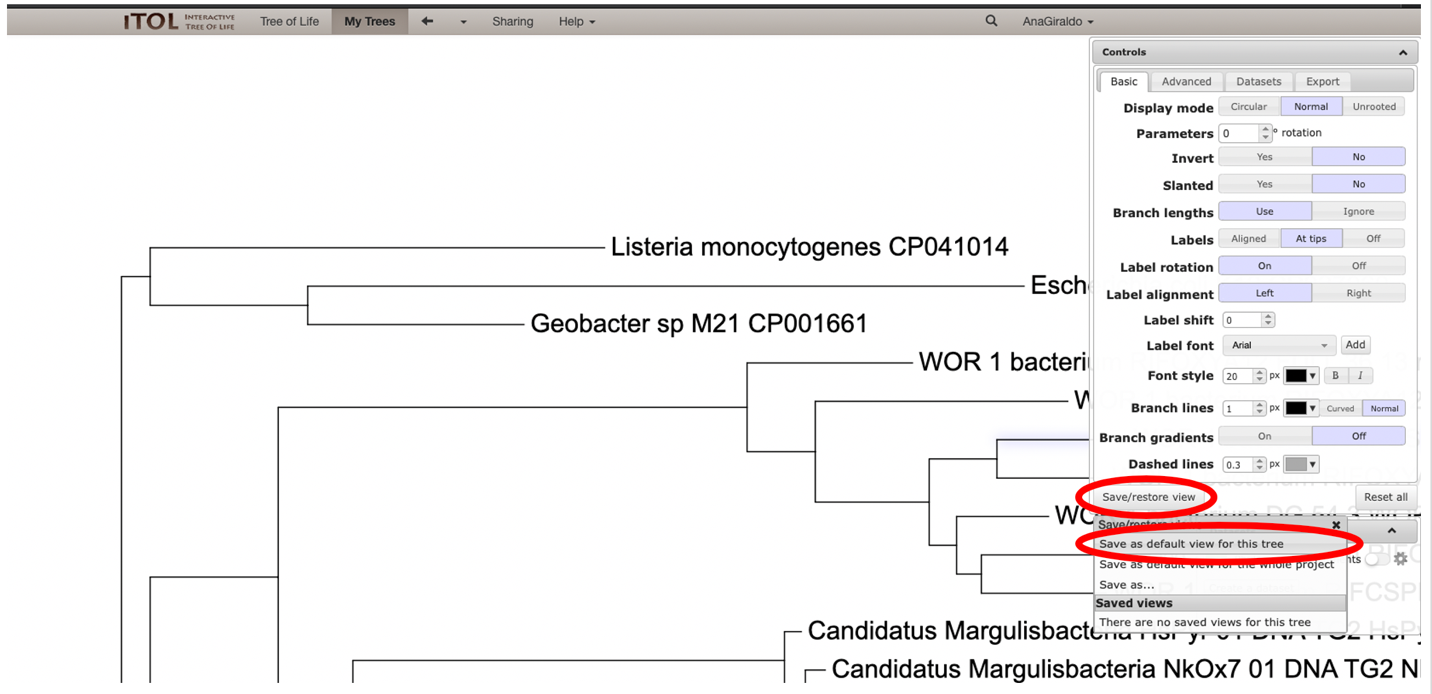 iTOL INTERACTIVE TREE OF LIFE Tree of Life My Trees Sharing Help AnaGiraldo
Controls
Basic Advanced Datasets Export
Display mode Circular Normal Unrooted
Parameters 0 ° rotation
Invert Yes No
Slanted Yes No
Branch lengths Use Ignore
Labels Aligned At tips Off
Label rotation On Off
Label alignment Left Right
Label shift 0
Label font Arial Add
Font style 20 px B I
Branch lines 1 px Curved Normal
Branch gradients On Off
Dashed lines 0.3 px
Save/restore view Reset all
Save as default view for this tree
Save as default view for the whole project
Save as...
Saved views
There are no saved views for this tree
Listeria monocytogenes CP041014
Geobacter sp M21 CP001661
WOR 1
Candidatus Margulisbacteria
Candidatus Margulisbacteria NkOx7 01 DNA TG2